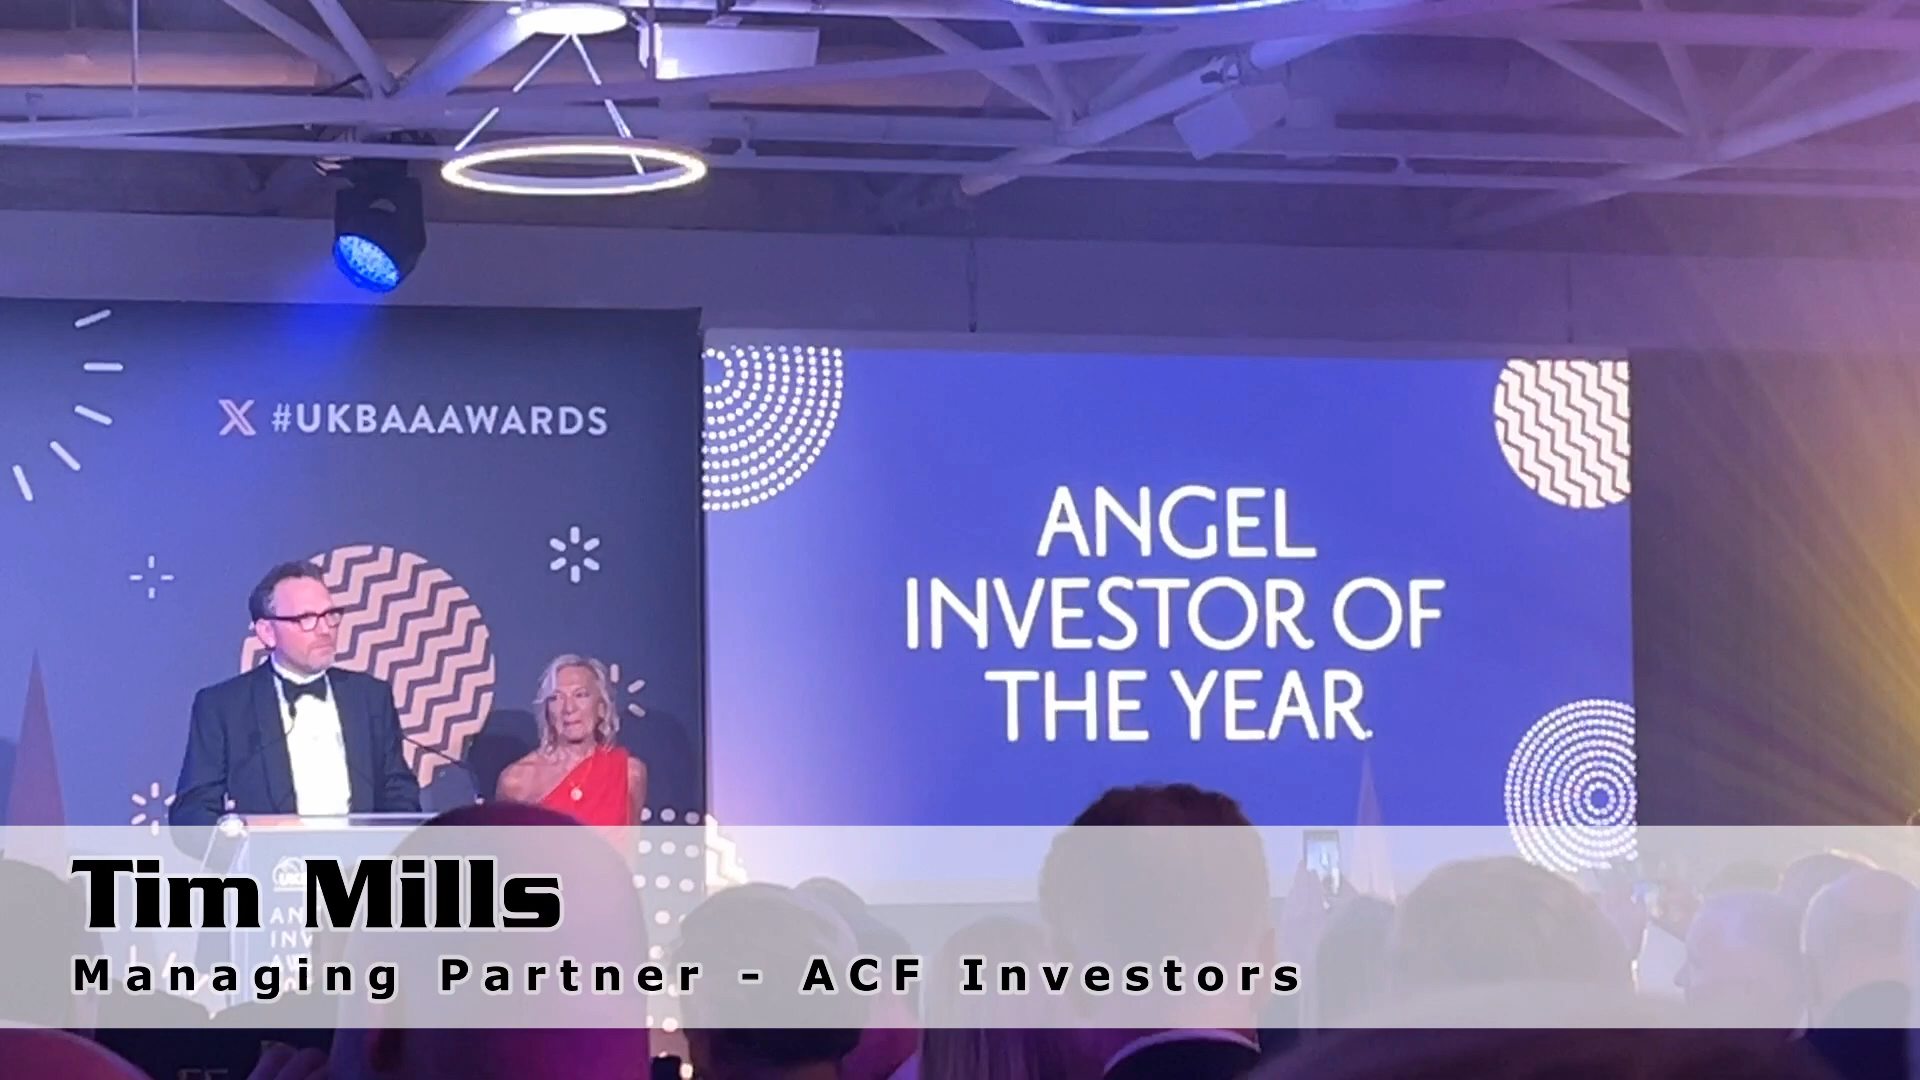 #UKBAAAWARDS
ANGEL
INVESTOR OF
THE YEAR
Tim Mills
Managing Partner - ACF Investors